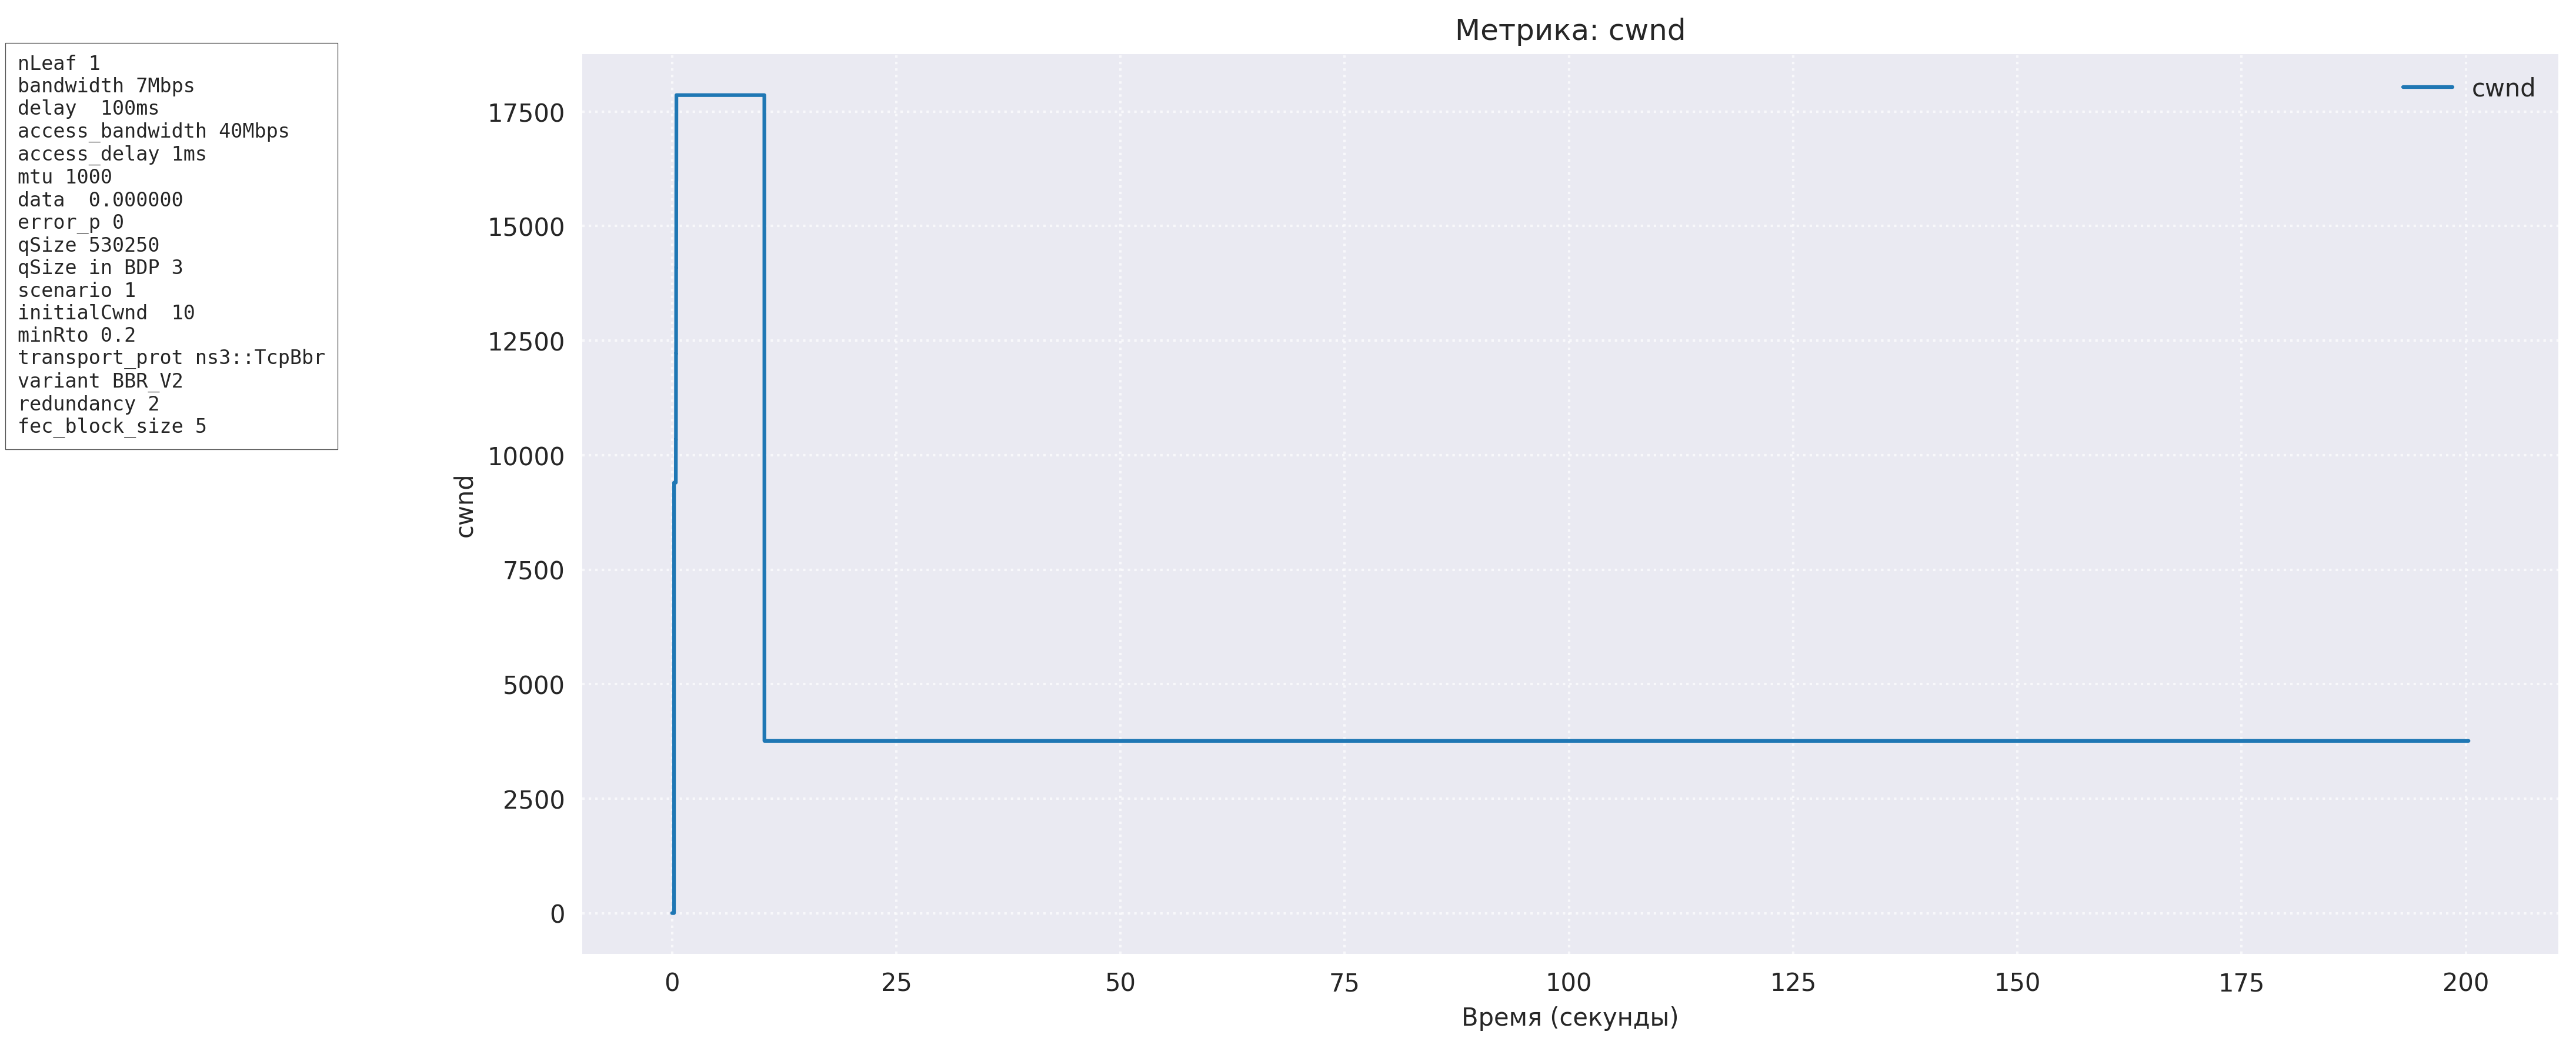 Метрика: cwnd
nLeaf 1
bandwidth 7Mbps
delay  100ms
access_bandwidth 40Mbps
access_delay 1ms
mtu 1000
data  0.000000
error_p 0
qSize 530250
qSize in BDP 3
scenario 1
initialCwnd  10
minRto 0.2
transport_prot ns3::TcpBbr
variant BBR_V2
redundancy 2
fec_block_size 5
cwnd
17500
15000
12500
10000
7500
5000
2500
0
cwnd
0 25 50 75 100 125 150 175 200
Время (секунды)